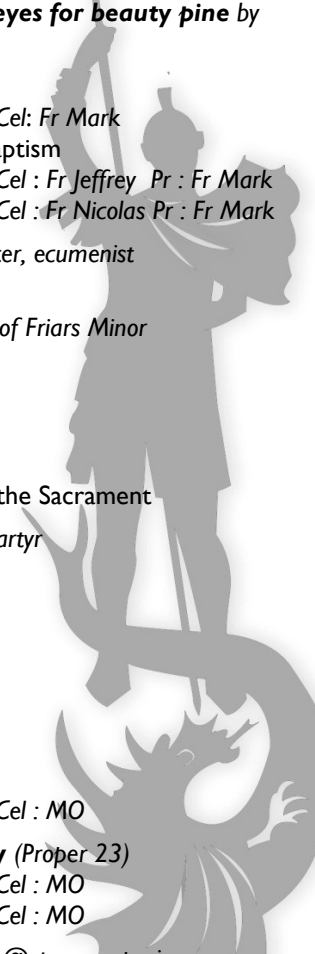 eyes for beauty pine by
Cel: Fr Mark
aptism
Cel : Fr Jeffrey Pr : Fr Mark
Cel : Fr Nicolas Pr : Fr Mark
ter, ecumenist
of Friars Minor
the Sacrament
artyr
Cel : MO
y (Proper 23)
Cel : MO
Cel : MO